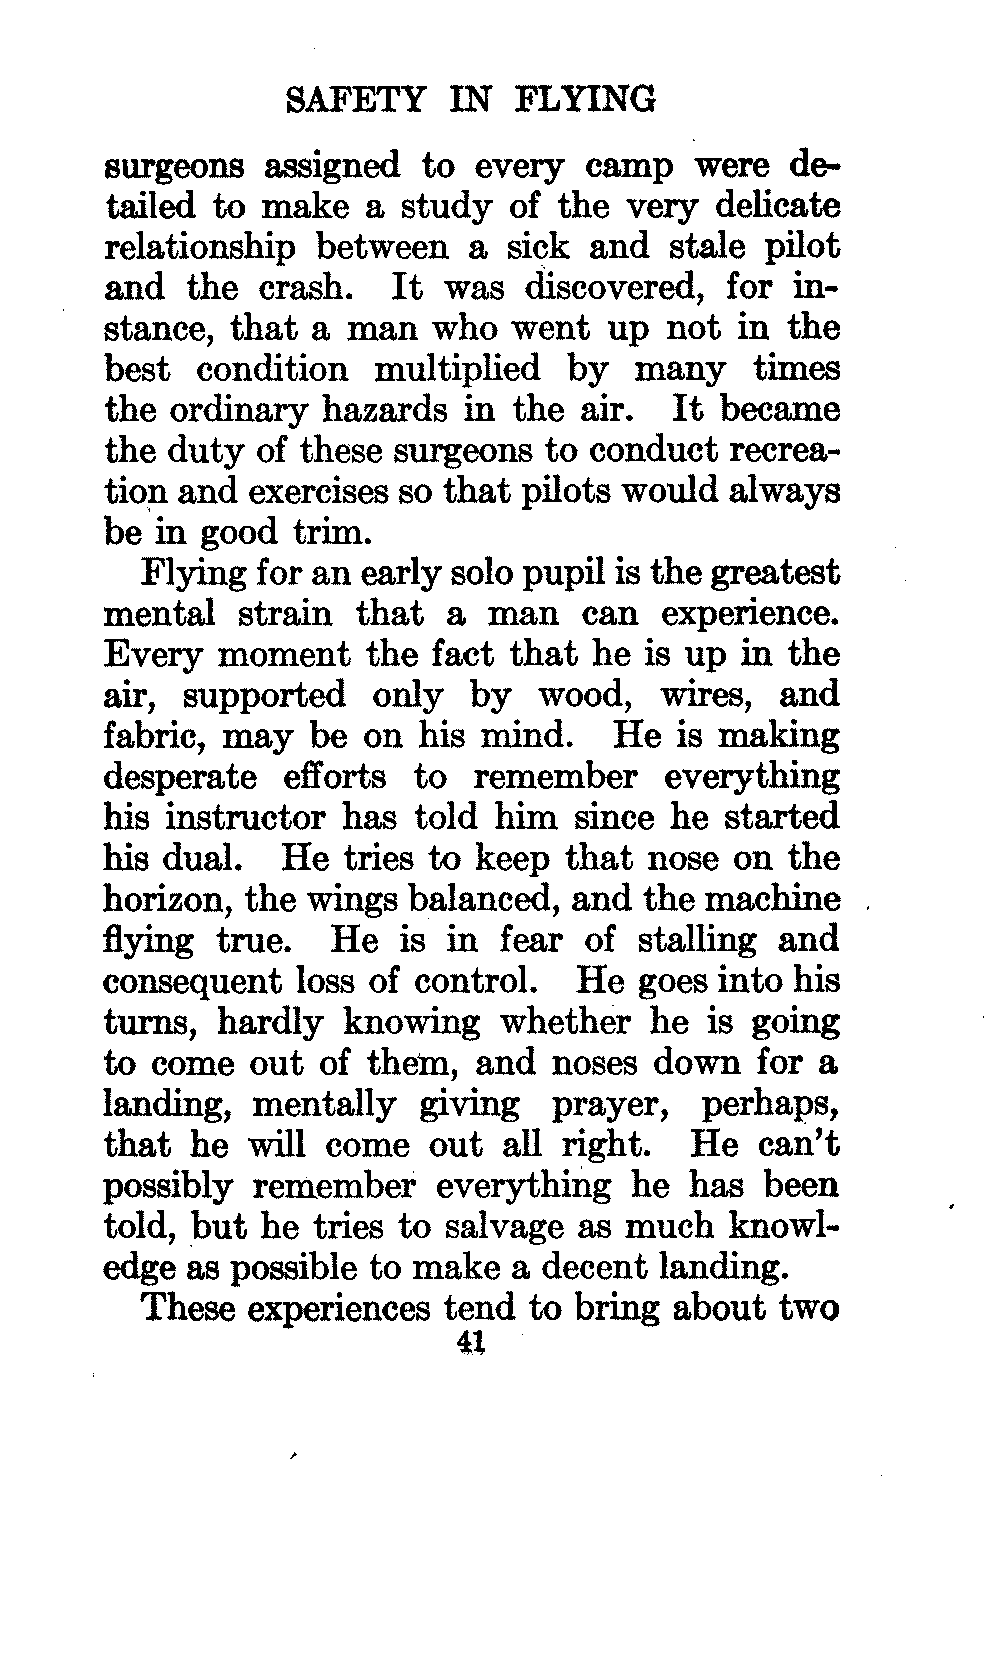 SAFETY IN FLYING
surgeons assigned to every camp were de-
tailed to make a study of the very delicate
relationship between a sick and stale pilot
and the crash. It was discovered, for in-
stance, that a man who went up not in the
best condition multiplied by many times
the ordinary hazards in the air. It became
the duty of these surgeons to conduct recrea-
tion and exercises so that pilots would always
be in good trim.
Flying for an early solo pupil is the greatest
mental strain that a man can experience.
Every moment the fact that he is up in the
air, supported only by wood, wires, and
fabric, may be on his mind. He is making
desperate efforts to remember everything
his instructor has told him since he started
his dual. He tries to keep that nose on the
horizon, the wings balanced, and the machine
flying true. He is in fear of stalling and
consequent loss of control. He goes into his
turns, hardly knowing whether he is going
to come out of them, and noses down for a
landing, mentally giving prayer, perhaps,
that he will come out all right. He can't
possibly remember everything he has been
told, but he tries to salvage as much knowl-
edge as possible to make a decent landing.
These experiences tend to bring about two
41